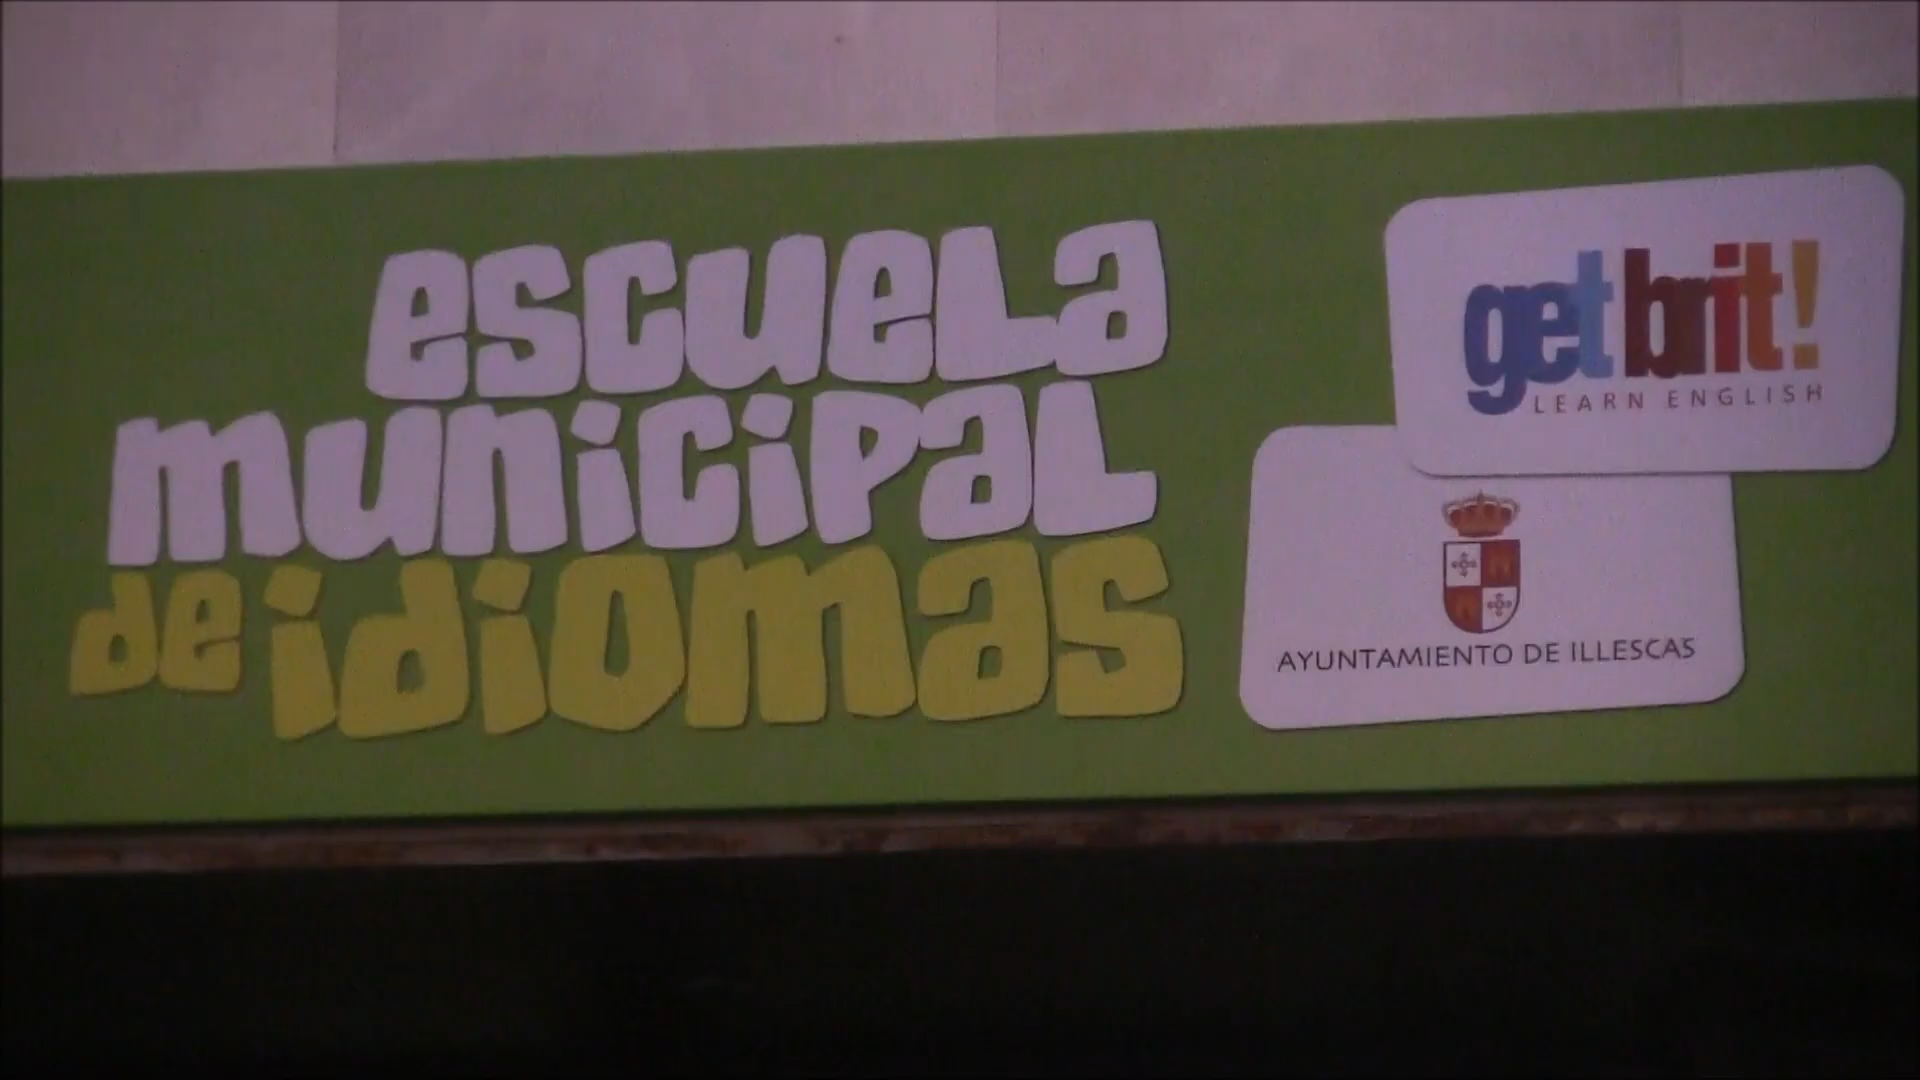 escuela
municipal
de idiomas
get brit!
LEARN ENGLISH
AYUNTAMIENTO DE ILLESCAS